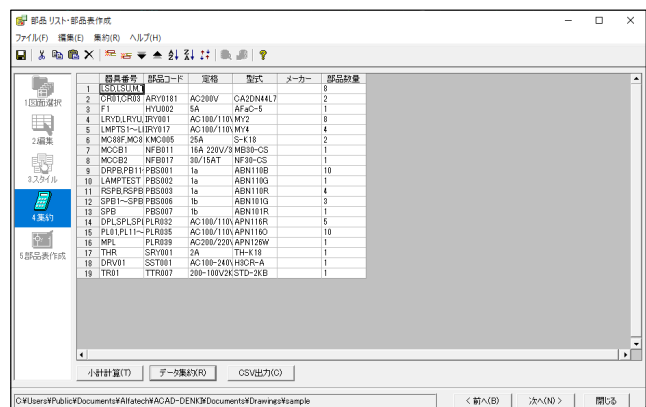 部品 リスト・部品表作成
ファイル(F) 編集(E) 集約(R) ヘルプ(H)
器具番号 部品コード 定格 型式 メーカー 部品数量
1 LSD,LSU,M,T 8
2 CR01,CR03 ARY0181 AC200V CA2DN44L7 2
3 F1 HYU002 5A AFaC-5 1
4 LRYD,LRYU, IRY001 AC100/110V MY2 8
5 LMPTS1～L IRY017 AC100/110V MY4 4
6 MC88F,MC8 KMC005 25A S-K18 2
7 MCCB1 NFB011 16A 220V/3 MB30-CS 1
8 MCCB2 NFB017 30/15AT NF30-CS 1
9 DRPB,PB11 PBS001 1a ABN110B 10
10 LAMPTEST PBS002 1a ABN110G 1
11 RSPB,RSPB PBS003 1a ABN110R 4
12 SPB1～SPB PBS006 1b ABN101G 3
13 SPB PBS007 1b ABN101R 1
14 DPLSPLSPL PLR032 AC100/110V APN116R 5
15 PL01,PL11～ PLR035 AC100/110V APN116O 10
16 MPL PLR039 AC200/220V APN126W 1
17 THR SRY001 2A TH-K18 1
18 DRV01 SST001 AC100-240V H3CR-A 1
19 TR01 TTR007 200-100V2K STD-2KB 1
1図面選択
2.編集
3.スタイル
4.集約
5.部品表作成
小計計算(T) データ集約(R) CSV出力(C)
C:¥Users¥Public¥Documents¥Alfatech¥ACAD-DENKI¥Documents¥Drawings¥sample < 前へ(B) 次へ(N) > 閉じる